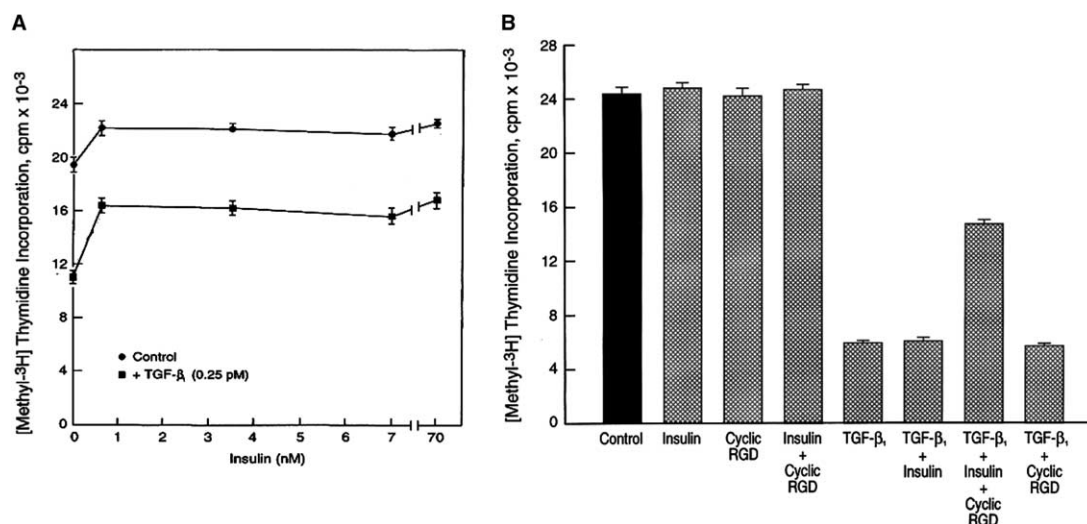 A
[Methyl-³H] Thymidine Incorporation, cpm x 10⁻³
24
20
16
12
8
4
0
● Control
■ + TGF-β₁ (0.25 pM)
0 1 2 3 4 5 6 7 70
Insulin (nM)
B
[Methyl-³H] Thymidine Incorporation, cpm x 10⁻³
28
24
20
16
12
8
4
0
Control
Insulin
Cyclic
RGD
Insulin
+
Cyclic
RGD
TGF-β₁
TGF-β₁
+
Insulin
TGF-β₁
+
Insulin
+
Cyclic
RGD
TGF-β₁
+
Cyclic
RGD